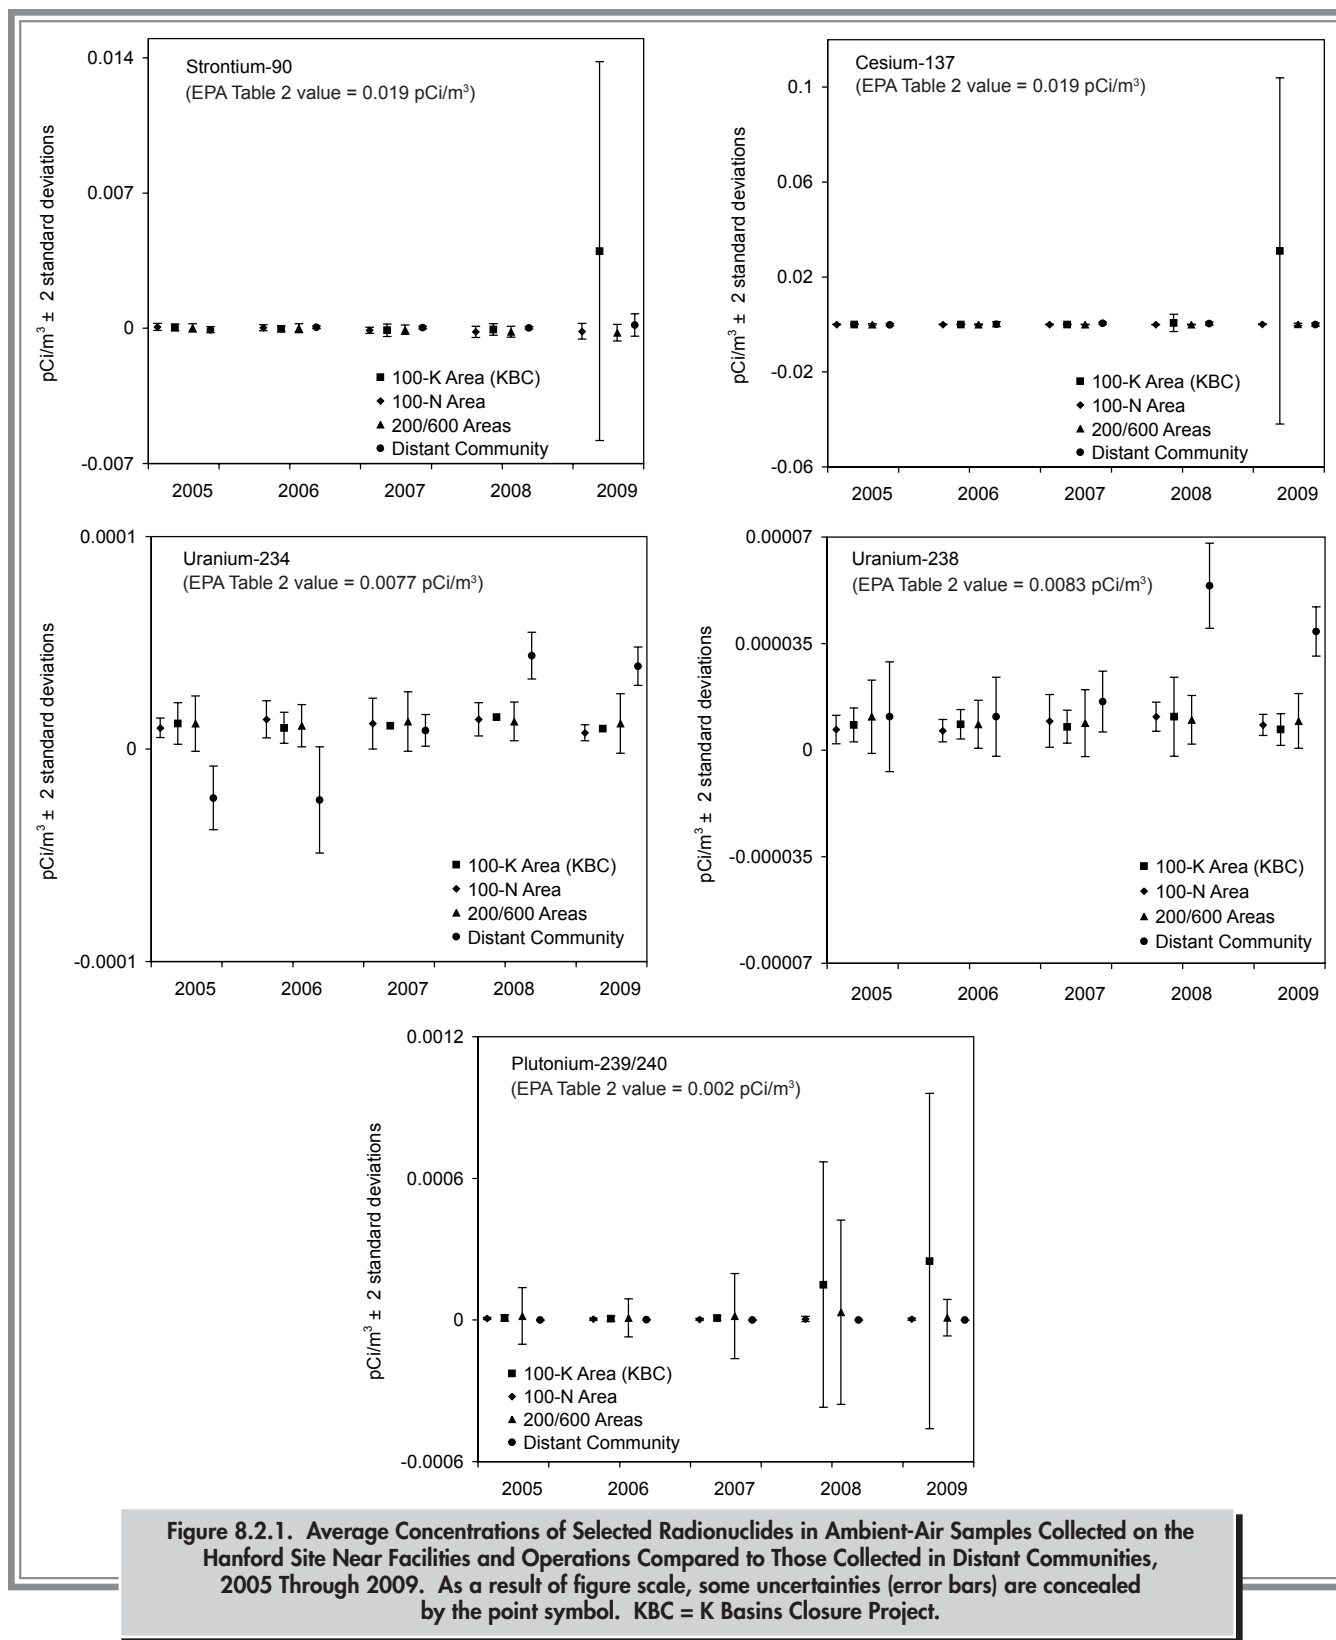 Strontium-90
(EPA Table 2 value = 0.019 pCi/m³)
pCi/m³ ± 2 standard deviations
0.014
0.007
0
-0.007
100-K Area (KBC)
100-N Area
200/600 Areas
Distant Community
2005 2006 2007 2008 2009
Cesium-137
(EPA Table 2 value = 0.019 pCi/m³)
pCi/m³ ± 2 standard deviations
0.1
0.06
0.02
-0.02
-0.06
100-K Area (KBC)
100-N Area
200/600 Areas
Distant Community
2005 2006 2007 2008 2009
Uranium-234
(EPA Table 2 value = 0.0077 pCi/m³)
pCi/m³ ± 2 standard deviations
0.0001
0
-0.0001
100-K Area (KBC)
100-N Area
200/600 Areas
Distant Community
2005 2006 2007 2008 2009
Uranium-238
(EPA Table 2 value = 0.0083 pCi/m³)
pCi/m³ ± 2 standard deviations
0.00007
0.000035
0
-0.000035
-0.00007
100-K Area (KBC)
100-N Area
200/600 Areas
Distant Community
2005 2006 2007 2008 2009
Plutonium-239/240
(EPA Table 2 value = 0.002 pCi/m³)
pCi/m³ ± 2 standard deviations
0.0012
0.0006
0
-0.0006
100-K Area (KBC)
100-N Area
200/600 Areas
Distant Community
2005 2006 2007 2008 2009
Figure 8.2.1. Average Concentrations of Selected Radionuclides in Ambient-Air Samples Collected on the
Hanford Site Near Facilities and Operations Compared to Those Collected in Distant Communities,
2005 Through 2009. As a result of figure scale, some uncertainties (error bars) are concealed
by the point symbol. KBC = K Basins Closure Project.